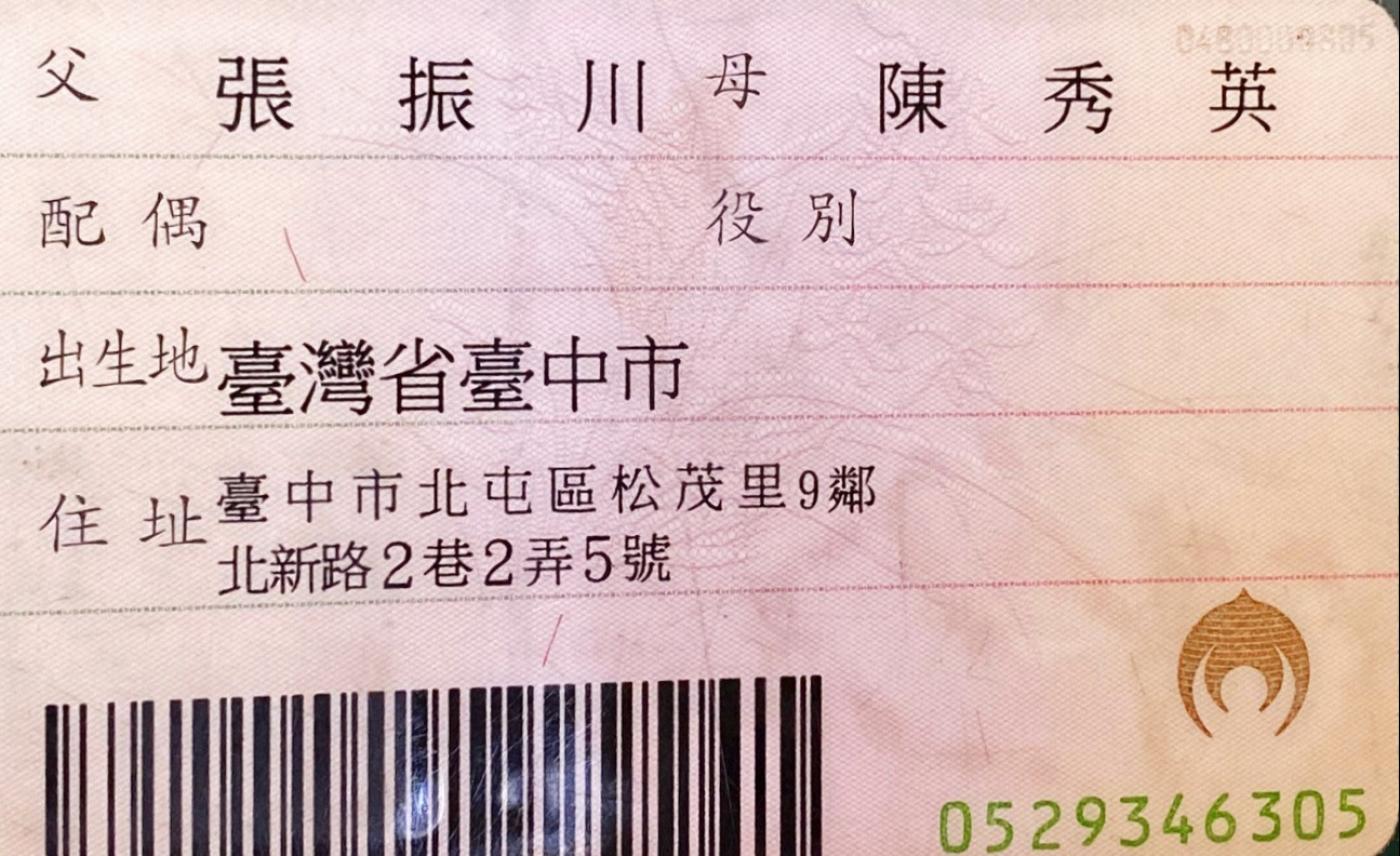 父 張振川 母 陳秀英
配偶 役別
出生地 臺灣省臺中市
住址 臺中市北屯區松茂里9鄰
北新路2巷2弄5號
0529346305